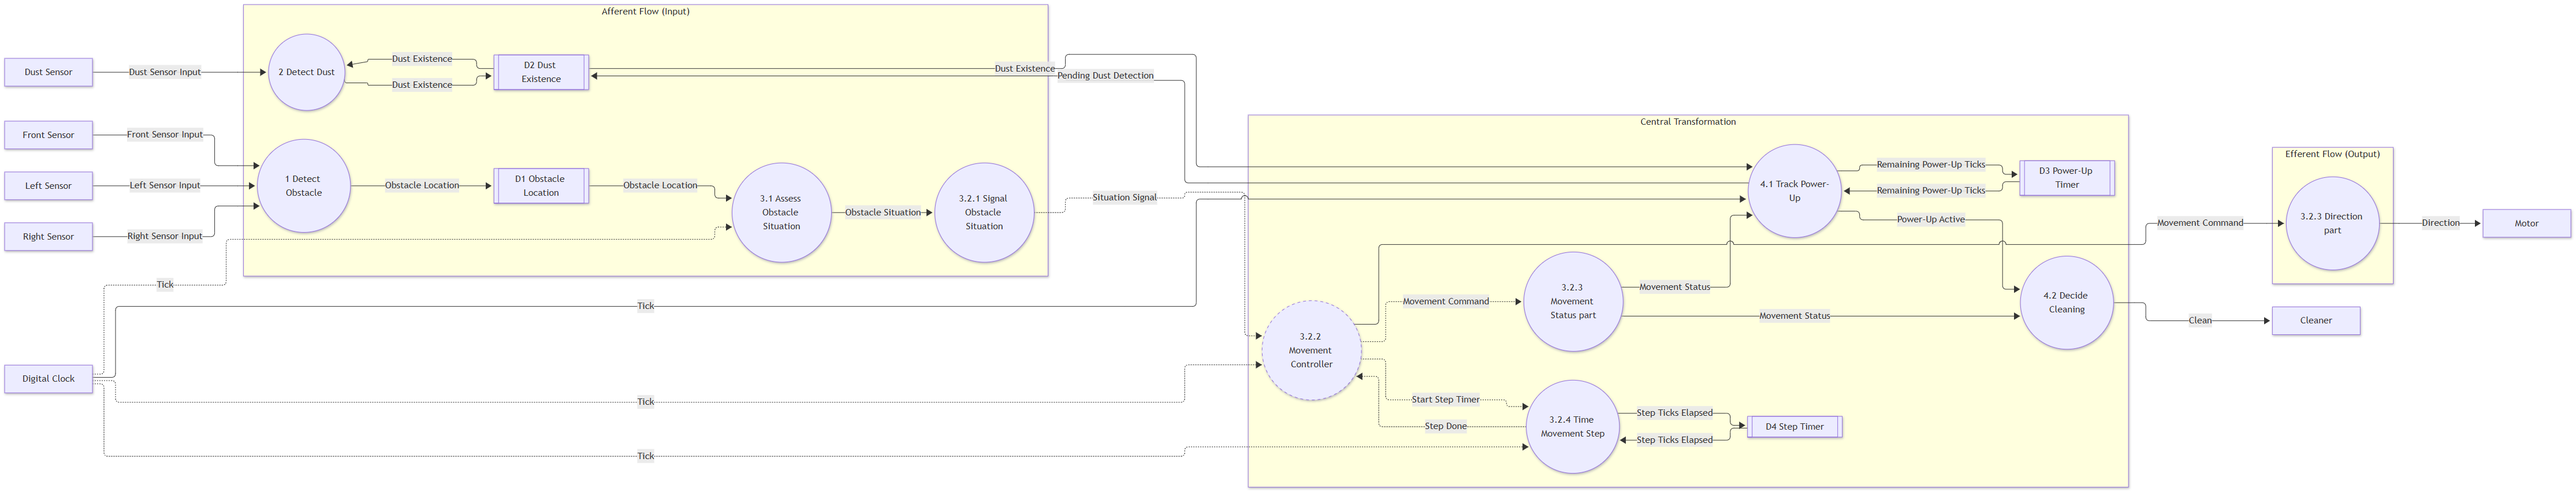 Afferent Flow (Input)
Dust Sensor
Dust Sensor Input
2 Detect Dust
Dust Existence
Dust Existence
D2 Dust
Existence
Dust Existence
Pending Dust Detection
Front Sensor
Front Sensor Input
Left Sensor
Left Sensor Input
Right Sensor
Right Sensor Input
1 Detect
Obstacle
Obstacle Location
D1 Obstacle
Location
Obstacle Location
3.1 Assess
Obstacle
Situation
Obstacle Situation
3.2.1 Signal
Obstacle
Situation
Situation Signal
Digital Clock
Tick
Tick
Tick
Tick
Central Transformation
3.2.2
Movement
Controller
Movement Command
Start Step Timer
Step Done
3.2.3
Movement
Status part
Movement Status
Movement Status
3.2.4 Time
Movement Step
Step Ticks Elapsed
Step Ticks Elapsed
D4 Step Timer
4.1 Track Power-
Up
Remaining Power-Up Ticks
Remaining Power-Up Ticks
D3 Power-Up
Timer
Power-Up Active
4.2 Decide
Cleaning
Movement Command
Clean
Efferent Flow (Output)
3.2.3 Direction
part
Direction
Motor
Cleaner